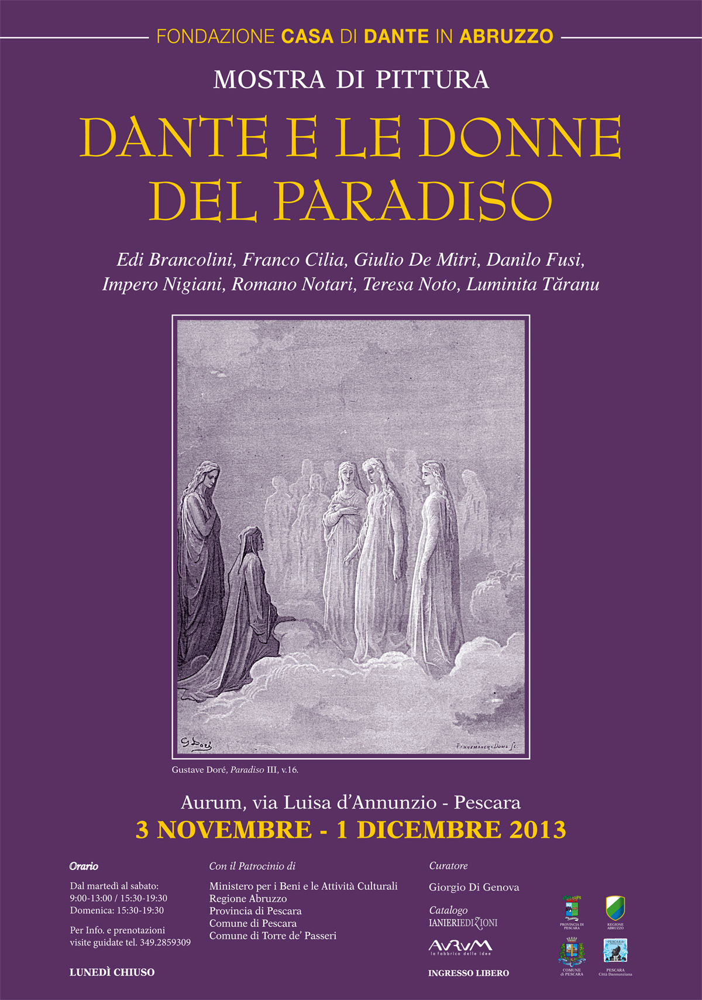 FONDAZIONE CASA DI DANTE IN ABRUZZO
MOSTRA DI PITTURA
DANTE E LE DONNE
DEL PARADISO
Edi Brancolini, Franco Cilia, Giulio De Mitri, Danilo Fusi,
Impero Nigiani, Romano Notari, Teresa Noto, Luminita Tăranu
G Doré
PANNEMAKER-DOMS SC.
Gustave Doré, Paradiso III, v.16.
Aurum, via Luisa d'Annunzio - Pescara
3 NOVEMBRE - 1 DICEMBRE 2013
Orario
Dal martedì al sabato:
9:00-13:00 / 15:30-19:30
Domenica: 15:30-19:30
Per Info. e prenotazioni
visite guidate tel. 349.2859309
LUNEDÌ CHIUSO
Con il Patrocinio di
Ministero per i Beni e le Attività Culturali
Regione Abruzzo
Provincia di Pescara
Comune di Pescara
Comune di Torre de' Passeri
Curatore
Giorgio Di Genova
Catalogo
IANIERIEDIZIONI
AURUM
la fabbrica delle idee
INGRESSO LIBERO
PROVINCIA DI
PESCARA
REGIONE
ABRUZZO
COMUNE
di PESCARA
PESCARA
PESCARA
Città Dannunziana